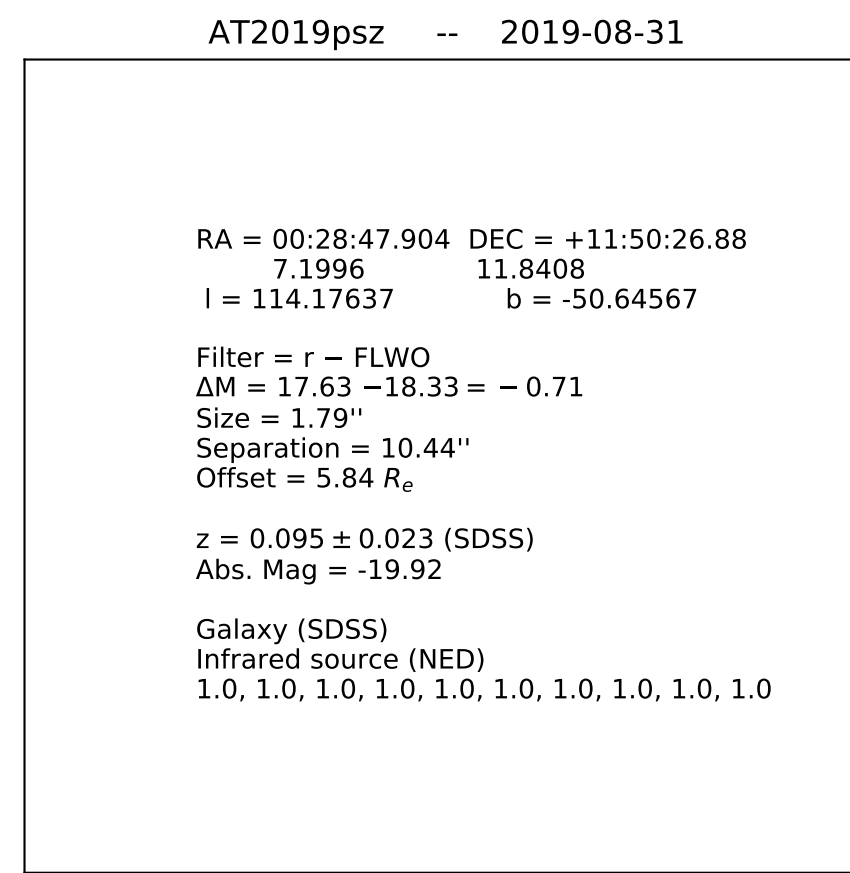 AT2019psz -- 2019-08-31
RA = 00:28:47.904 DEC = +11:50:26.88
7.1996 11.8408
l = 114.17637 b = -50.64567
Filter = r − FLWO
ΔM = 17.63 −18.33 = − 0.71
Size = 1.79''
Separation = 10.44''
Offset = 5.84 Rₑ
z = 0.095 ± 0.023 (SDSS)
Abs. Mag = -19.92
Galaxy (SDSS)
Infrared source (NED)
1.0, 1.0, 1.0, 1.0, 1.0, 1.0, 1.0, 1.0, 1.0, 1.0